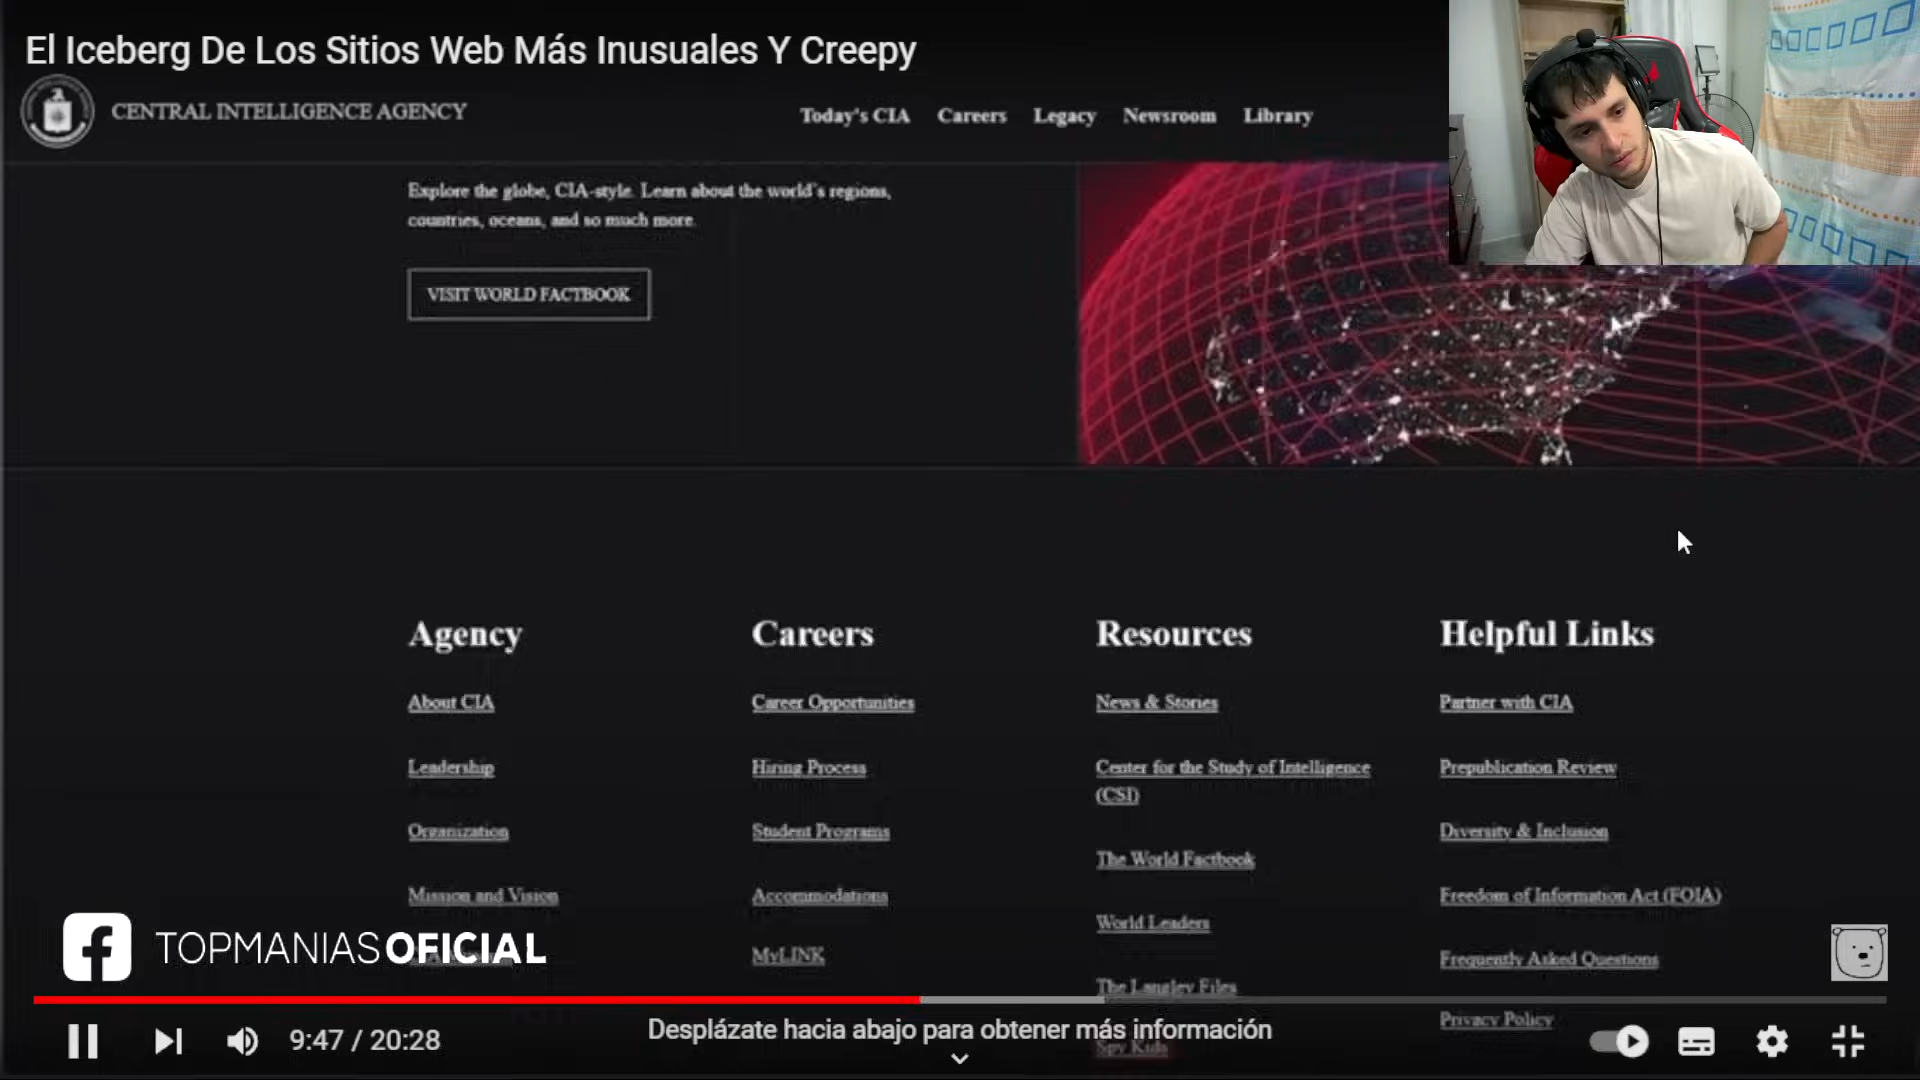 El Iceberg De Los Sitios Web Más Inusuales Y Creepy
CENTRAL INTELLIGENCE AGENCY
Today's CIA Careers Legacy Newsroom Library
Explore the globe, CIA-style. Learn about the world's regions,
countries, oceans, and so much more.
VISIT WORLD FACTBOOK
Agency
About CIA
Leadership
Organization
Mission and Vision
Careers
Career Opportunities
Hiring Process
Student Programs
Accommodations
MyLINK
Resources
News & Stories
Center for the Study of Intelligence
(CSI)
The World Factbook
World Leaders
The Langley Files
Spy Kids
Helpful Links
Partner with CIA
Prepublication Review
Diversity & Inclusion
Freedom of Information Act (FOIA)
Frequently Asked Questions
Privacy Policy
TOPMANIASOFICIAL
9:47 / 20:28
Desplázate hacia abajo para obtener más información